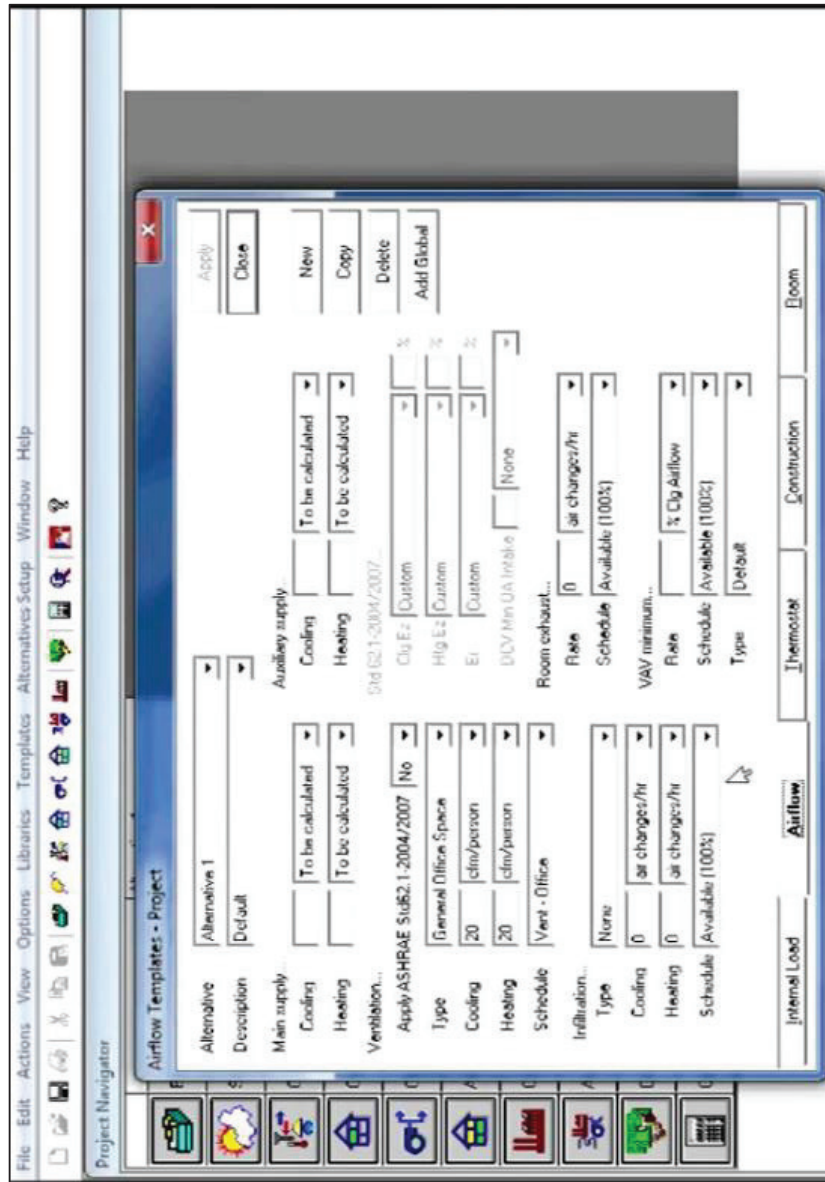 File Edit Actions View Options Libraries Templates Alternatives Setup Window Help
Project Navigator
Airflow Templates - Project
Alternative Alternative 1
Description Default
Apply
Close
Main supply...
Cooling To be calculated
Heating To be calculated
Auxiliary supply...
Cooling To be calculated
Heating To be calculated
New
Copy
Delete
Add Global
Ventilation...
Apply ASHRAE Std62.1-2004/2007 No
Type General Office Space
Cooling 20 cfm/person
Heating 20 cfm/person
Schedule Vent - Office
Std 62.1-2004/2007...
Clg Ez Custom %
Htg Ez Custom %
Er Custom %
DCV Min OA Intake None
Infiltration...
Type None
Cooling 0 air changes/hr
Heating 0 air changes/hr
Schedule Available (100%)
Room exhaust...
Rate 0 air changes/hr
Schedule Available (100%)
VAV minimum...
Rate % Clg Airflow
Schedule Available (100%)
Type Default
Internal Load Airflow Thermostat Construction Room